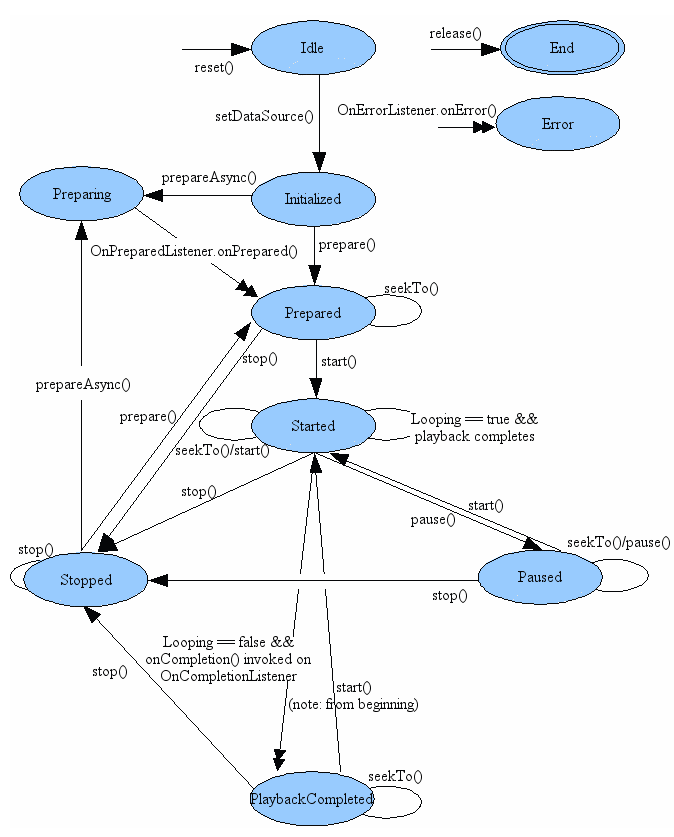 Idle
reset()
release()
End
OnErrorListener.onError()
Error
setDataSource()
Preparing
prepareAsync()
Initialized
OnPreparedListener.onPrepared()
prepare()
Prepared
seekTo()
stop()
start()
prepareAsync()
prepare()
Started
Looping == true &&
playback completes
seekTo()/start()
stop()
pause()
start()
stop()
Stopped
Paused
seekTo()/pause()
stop()
Looping == false &&
onCompletion() invoked on
OnCompletionListener
stop()
start()
(note: from beginning)
PlaybackCompleted
seekTo()